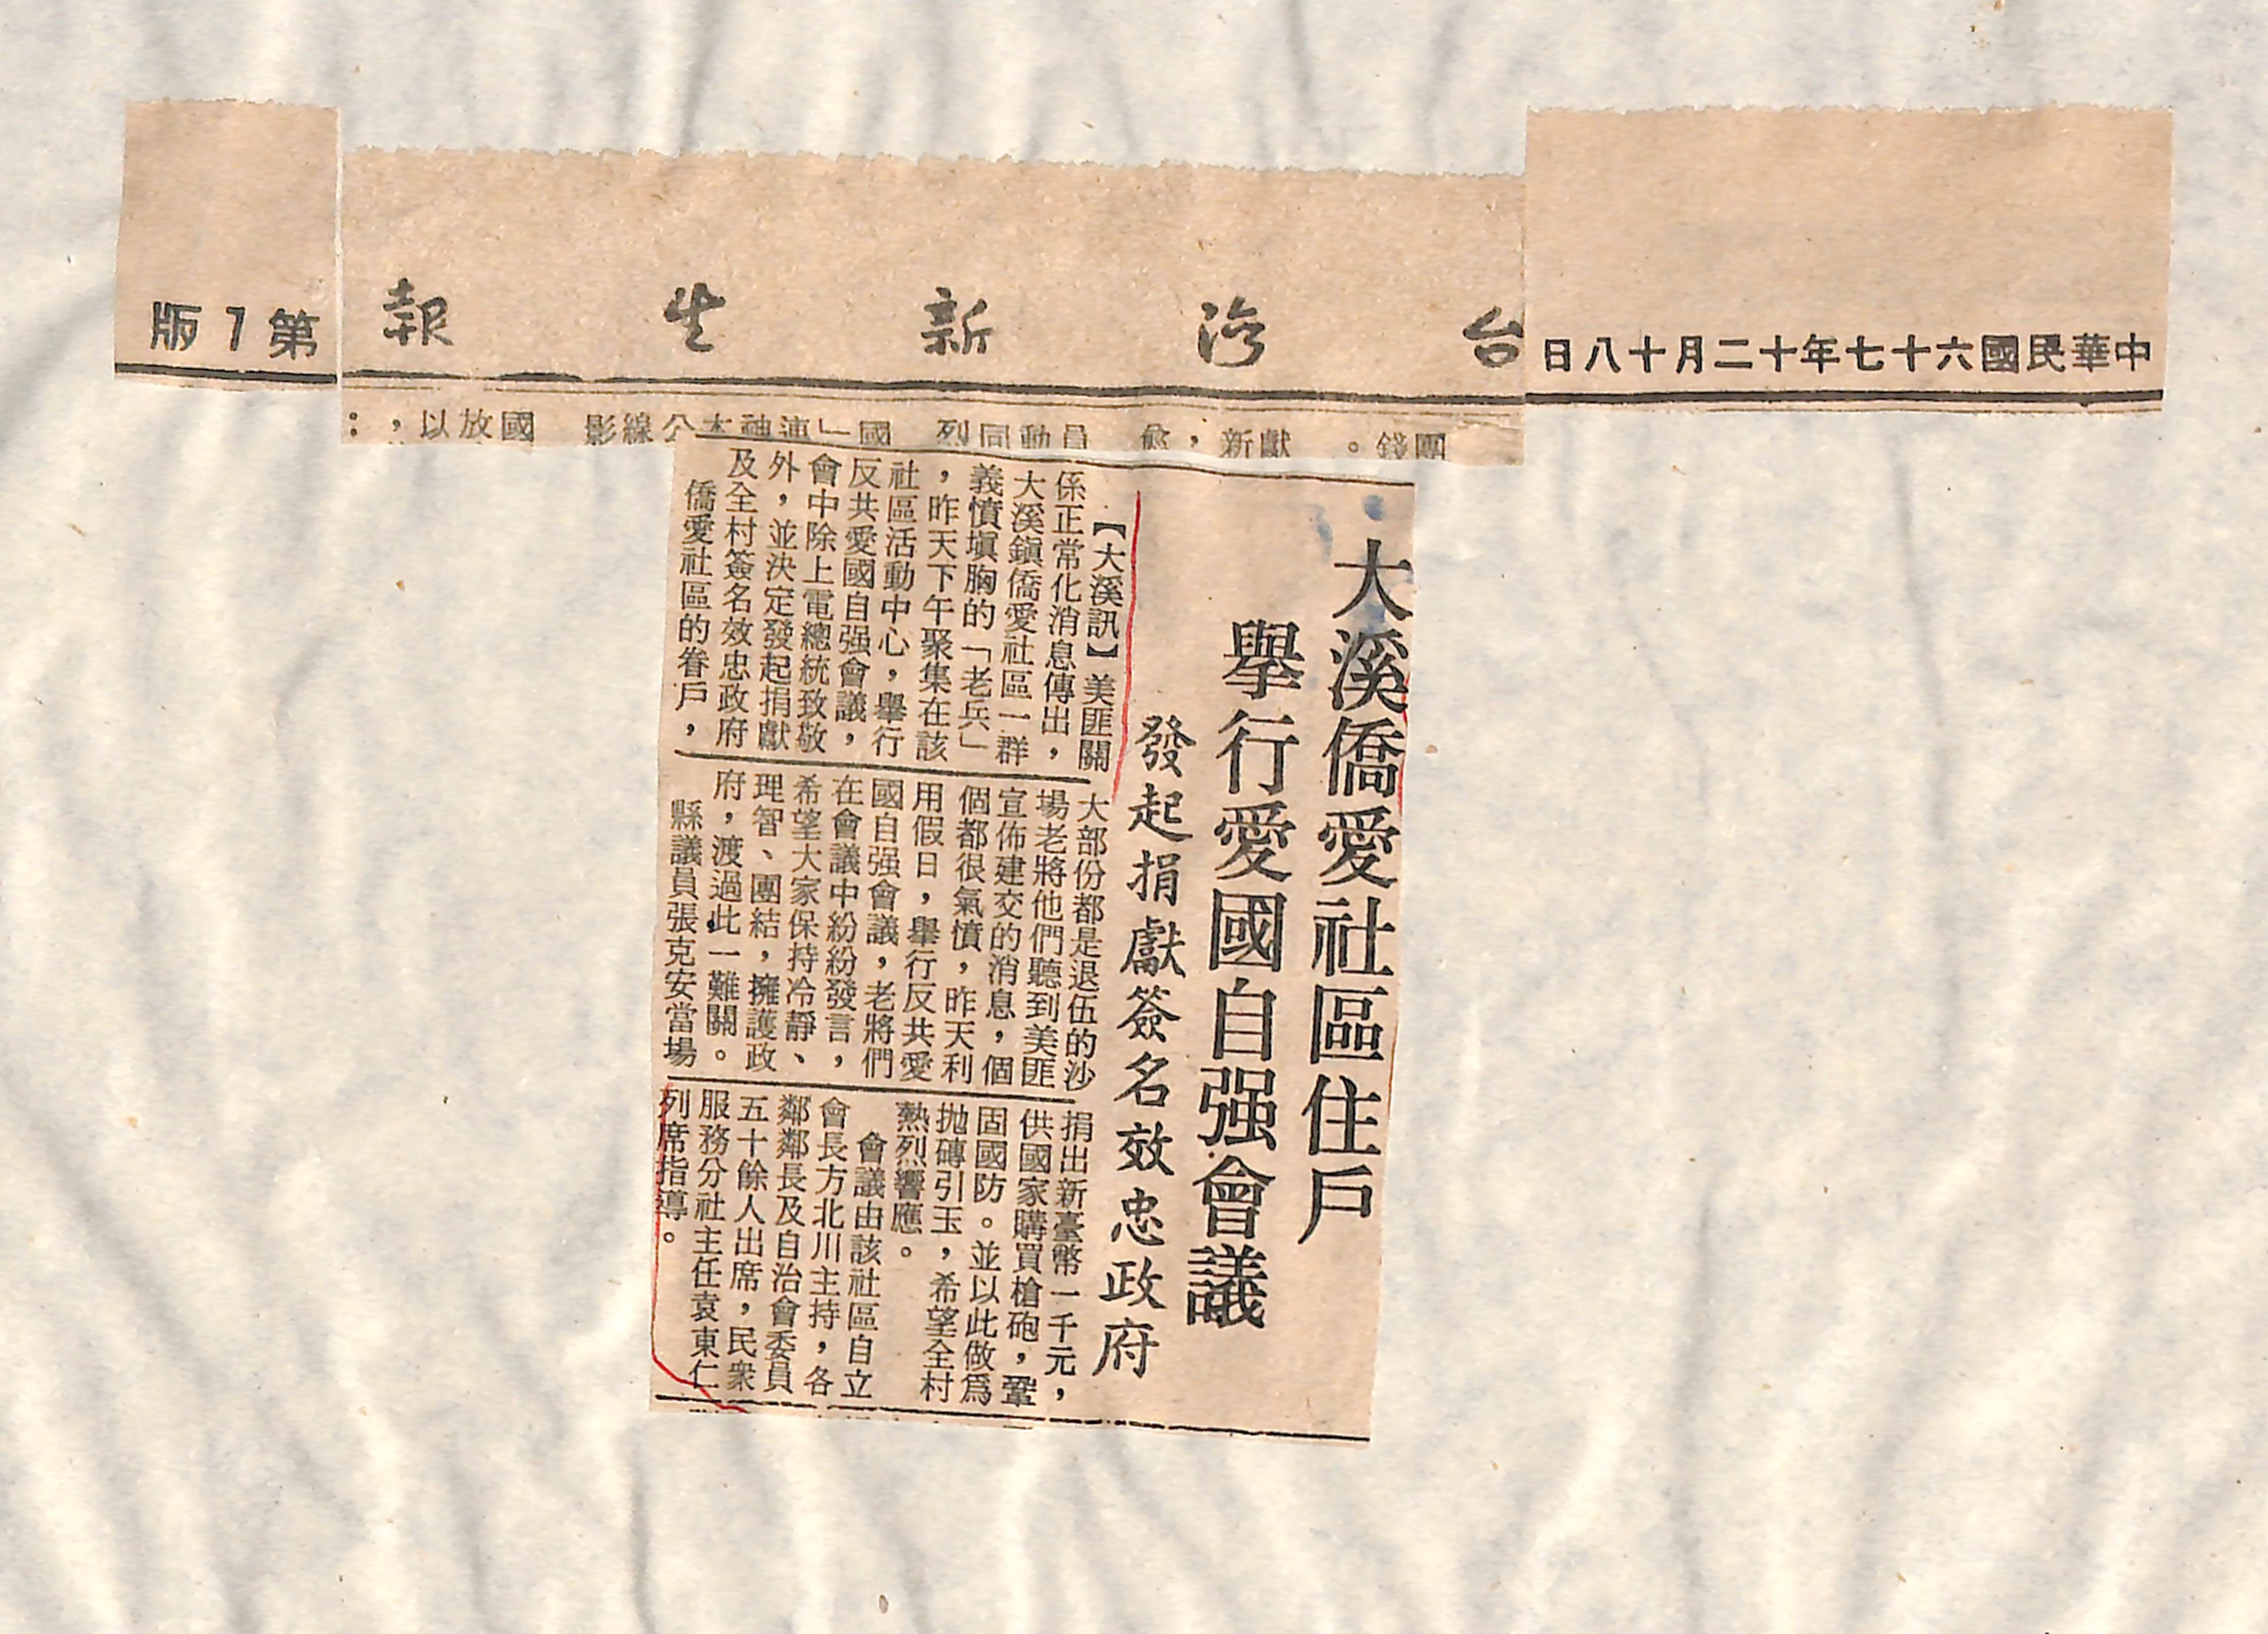 中華民國六十七年十二月十八日
台灣新生報
第7版
大溪僑愛社區住戶
舉行愛國自强會議
發起捐獻簽名效忠政府
【大溪訊】美匪關
係正常化消息傳出，
大溪鎭僑愛社區一群
義憤塡胸的「老兵」
，昨天下午聚集在該
社區活動中心，舉行
反共愛國自强會議，
會中除上電總統致敬
外，並決定發起捐獻
及全村簽名效忠政府
僑愛社區的眷戶，
大部份都是退伍的沙
場老將他們聽到美匪
宣佈建交的消息，個
個都很氣憤，昨天利
用假日，舉行反共愛
國自强會議，老將們
在會議中紛紛發言，
希望大家保持冷靜、
理智、團結，擁護政
府，渡過此一難關。
縣議員張克安當場
捐出新臺幣一千元，
供國家購買槍砲，鞏
固國防。並以此做爲
拋磚引玉，希望全村
熱烈響應。
會議由該社區自立
會長方北川主持，各
鄰鄰長及自治會委員
五十餘人出席，民衆
服務分社主任袁東仁
列席指導。